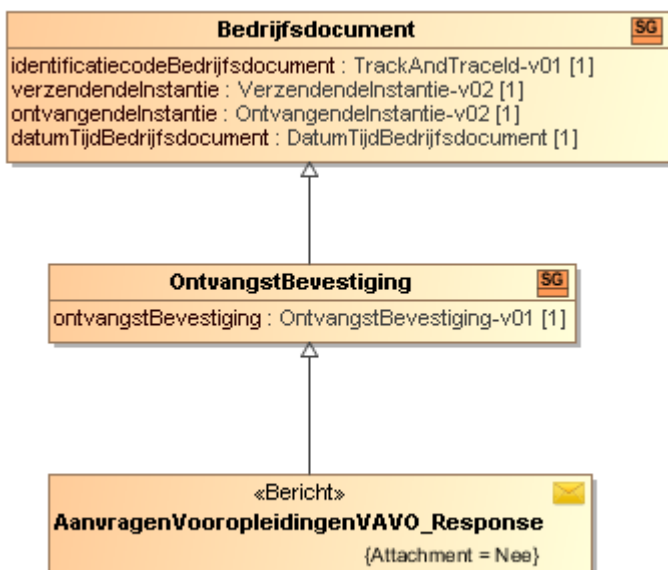 Bedrijfsdocument
SG
identificatiecodeBedrijfsdocument : TrackAndTraceId-v01 [1]
verzendendeInstantie : VerzendendeInstantie-v02 [1]
ontvangendeInstantie : OntvangendeInstantie-v02 [1]
datumTijdBedrijfsdocument : DatumTijdBedrijfsdocument [1]
OntvangstBevestiging
SG
ontvangstBevestiging : OntvangstBevestiging-v01 [1]
«Bericht»
AanvragenVooropleidingenVAVO_Response
{Attachment = Nee}